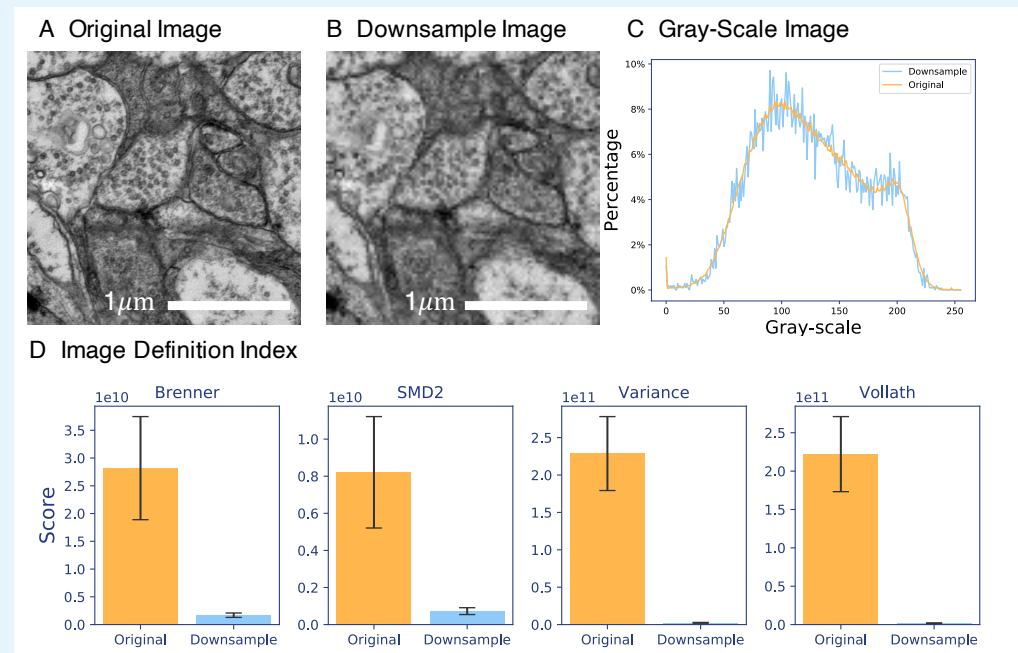 A Original Image
B Downsample Image
C Gray-Scale Image
1μm
1μm
Downsample
Original
Percentage
10%
8%
6%
4%
2%
0%
0
50
100
150
200
250
Gray-scale
D Image Definition Index
Score
1e10
Brenner
3.5
3.0
2.5
2.0
1.5
1.0
0.5
0.0
Original
Downsample
1e10
SMD2
1.0
0.8
0.6
0.4
0.2
0.0
Original
Downsample
1e11
Variance
2.5
2.0
1.5
1.0
0.5
0.0
Original
Downsample
1e11
Vollath
2.5
2.0
1.5
1.0
0.5
0.0
Original
Downsample